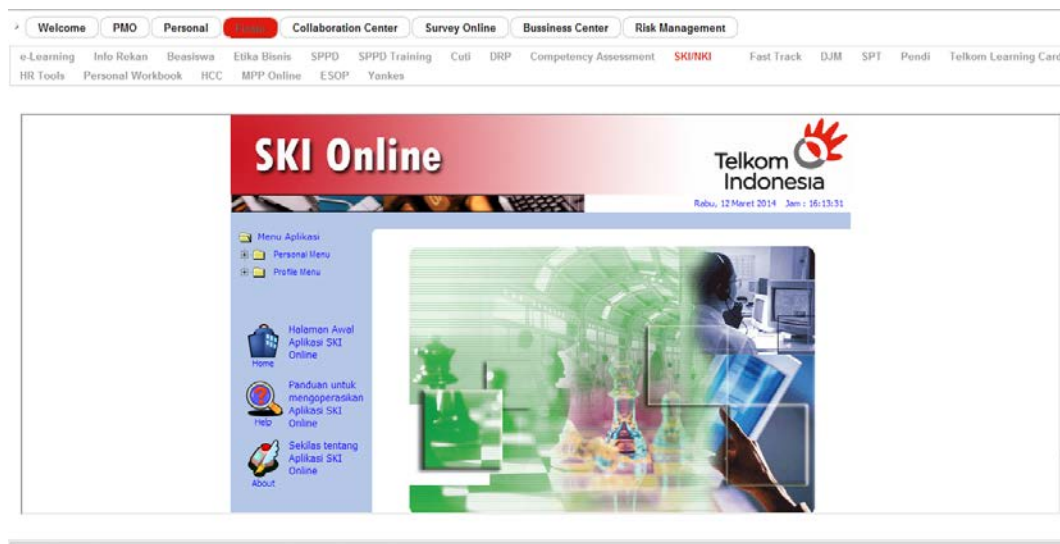 Welcome PMO Personal Collaboration Center Survey Online Bussiness Center Risk Management
e-Learning Info Rekan Beasiswa Etika Bisnis SPPD SPPD Training Cuti DRP Competency Assessment SKI/NKI Fast Track DJM SPT Pendi Telkom Learning Card
HR Tools Personal Workbook HCC MPP Online ESOP Yankes
SKI Online
Telkom
Indonesia
Rabu, 12 Maret 2014 Jam : 16:13:31
Menu Aplikasi
Personal Menu
Profile Menu
Halaman Awal
Aplikasi SKI
Online
Home
Panduan untuk
mengoperasikan
Aplikasi SKI
Online
Help
Sekilas tentang
Aplikasi SKI
Online
About